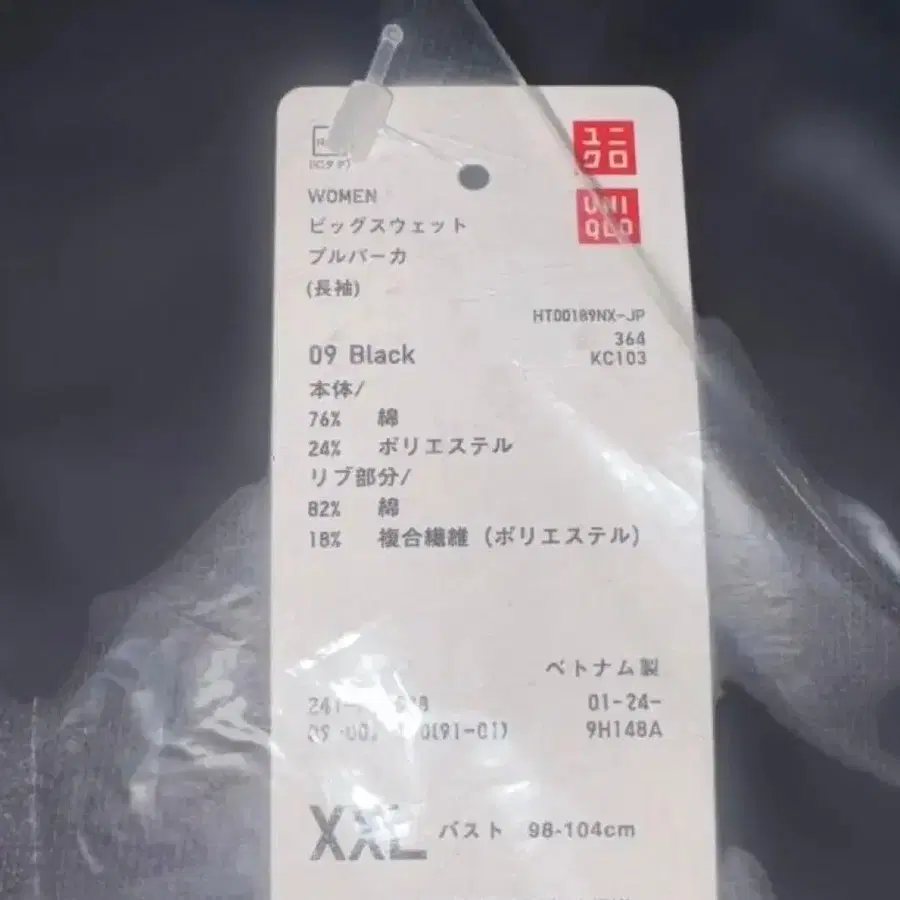 ユニ
クロ
UNI
QLO
WOMEN
ビッグスウェット
プルパーカ
(長袖)
HT00189NX-JP
364
KC103
09 Black
本体/
76% 綿
24% ポリエステル
リブ部分/
82% 綿
18% 複合繊維 (ポリエステル)
ベトナム製
01-24-
9H148A
XXL バスト 98-104cm